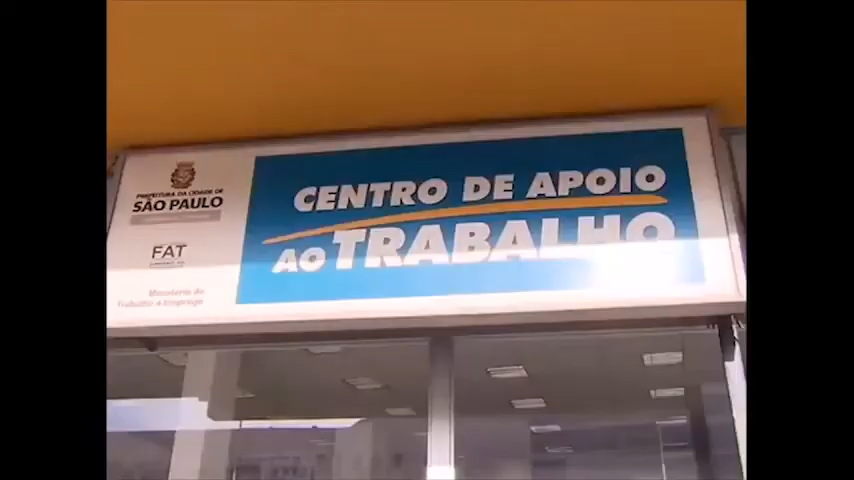 PREFEITURA DA CIDADE DE
SÃO PAULO
FAT
Ministério do
Trabalho e Emprego
CENTRO DE APOIO
AO TRABALHO